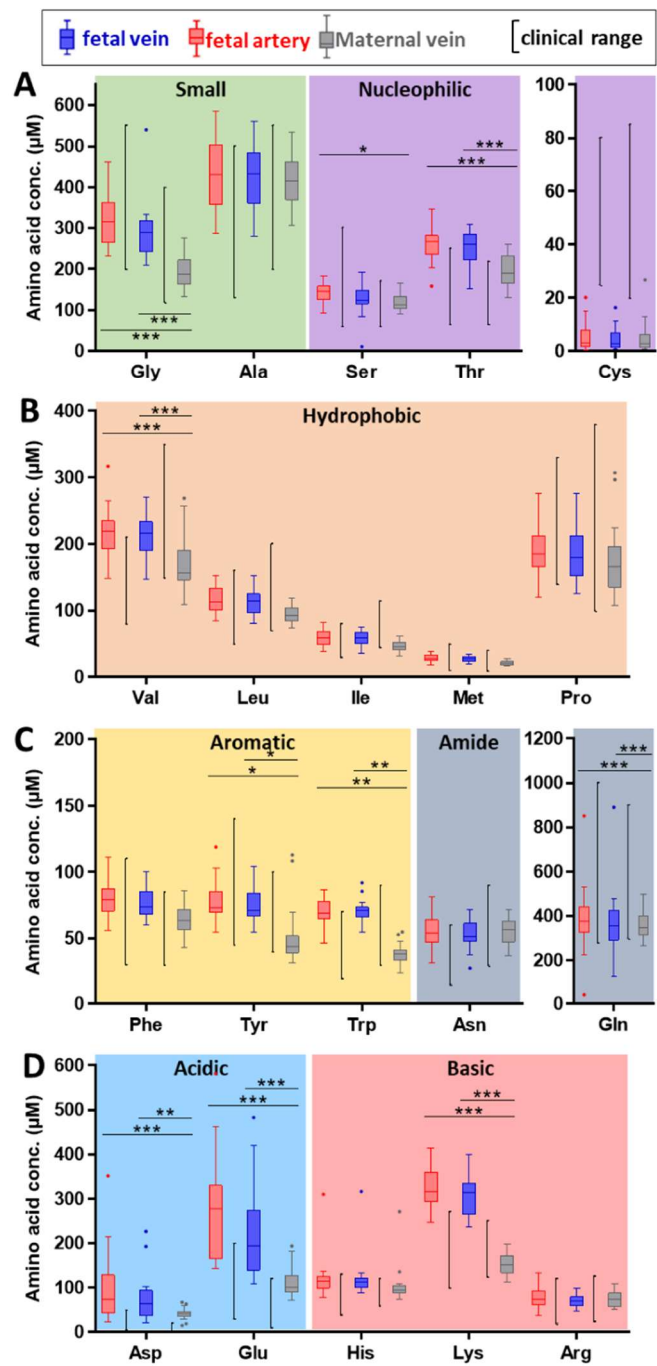 fetal vein fetal artery Maternal vein clinical range
A
Small Nucleophilic
Amino acid conc. (µM)
600
500
400
300
200
100
0
100
80
60
40
20
0
* *** ***
*** ***
Gly Ala Ser Thr Cys
B
Hydrophobic
Amino acid conc. (µM)
400
300
200
100
0
***
***
Val Leu Ile Met Pro
C
Aromatic Amide
Amino acid conc. (µM)
200
150
100
50
0
1200
1000
800
600
400
200
0
* ** ***
* ** ***
Phe Tyr Trp Asn Gln
D
Acidic Basic
Amino acid conc. (µM)
600
500
400
300
200
100
0
** *** ***
*** *** ***
Asp Glu His Lys Arg